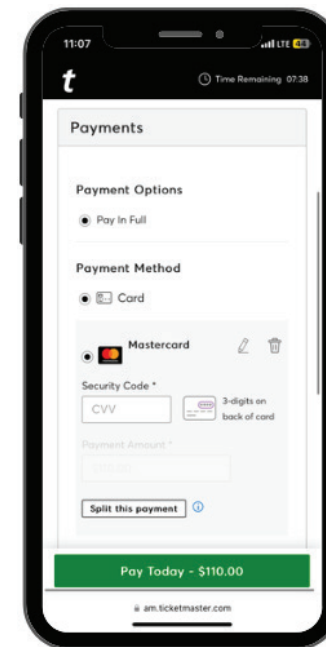 11:07 LTE 44
t Time Remaining 07:38
Payments
Payment Options
Pay In Full
Payment Method
Card
Mastercard
Security Code *
CVV
3-digits on
back of card
Payment Amount *
Split this payment
Pay Today - $110.00
am.ticketmaster.com